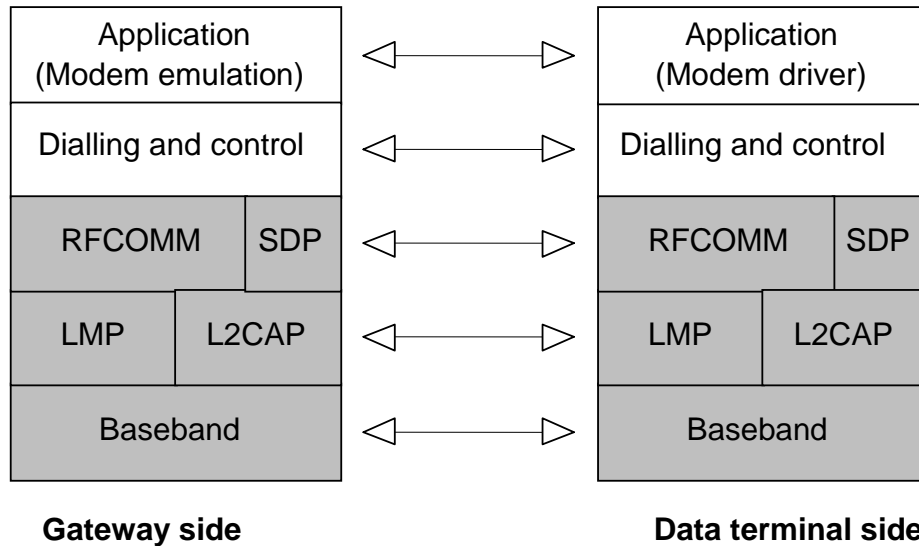 Application
(Modem emulation)
Application
(Modem driver)
Dialling and control
Dialling and control
RFCOMM
SDP
RFCOMM
SDP
LMP
L2CAP
LMP
L2CAP
Baseband
Baseband
Gateway side
Data terminal side